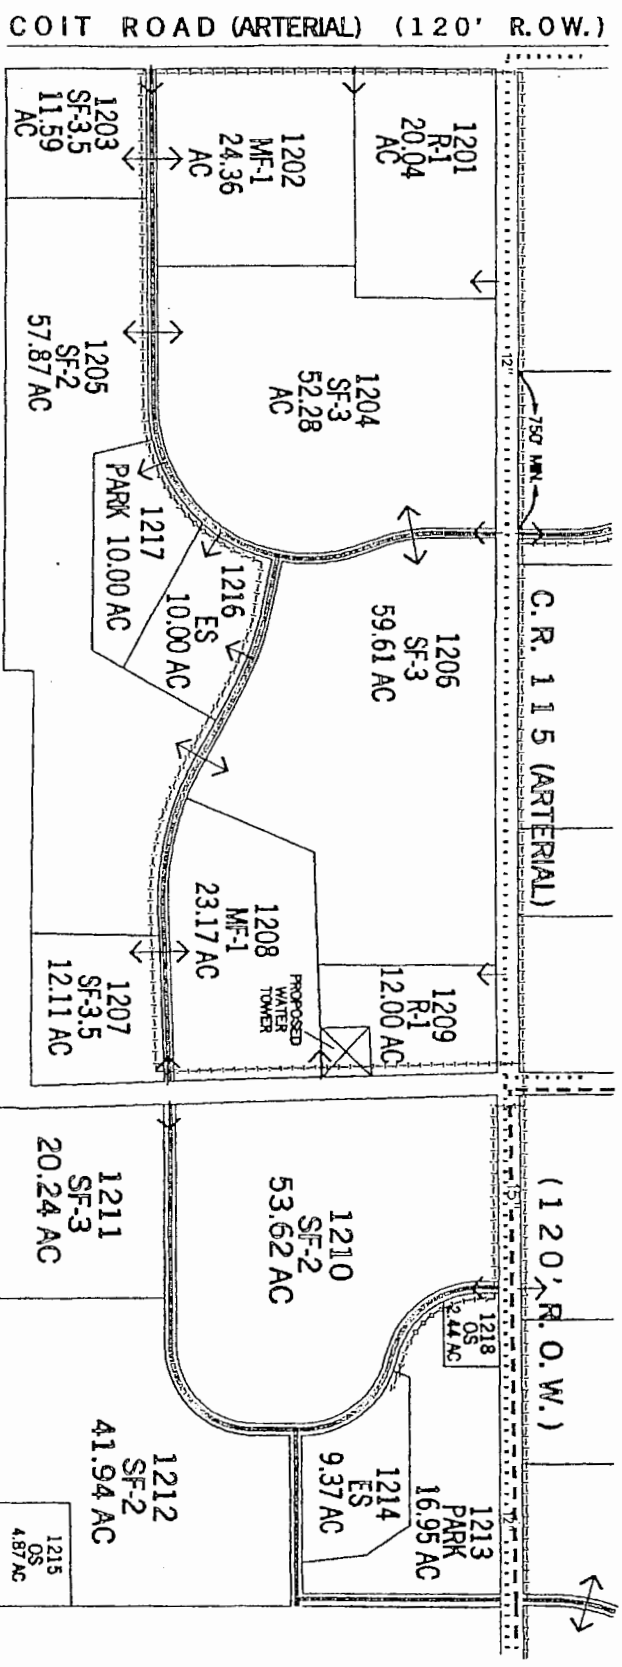 COIT ROAD (ARTERIAL) (120' R.OW.)
1201
R-1
20.04
AC
1202
MF-1
24.36
AC
1203
SF-3.5
11.59
AC
1204
SF-3
52.28
AC
1205
SF-2
57.87 AC
12"
750' MIN.
C.R. 115 (ARTERIAL)
1206
SF-3
59.61 AC
1216
ES
10.00 AC
1217
PARK 10.00 AC
1208
MF-1
23.17 AC
1209
R-1
12.00 AC
PROPOSED
WATER
TOWER
1207
SF-3.5
12.11 AC
(120' R.O.W.)
1210
SF-2
53.62 AC
1211
SF-3
20.24 AC
1218
OS
2.44 AC
1213
PARK
16.95 AC
1214
ES
9.37 AC
1212
SF-2
41.94 AC
1215
OS
4.87 AC